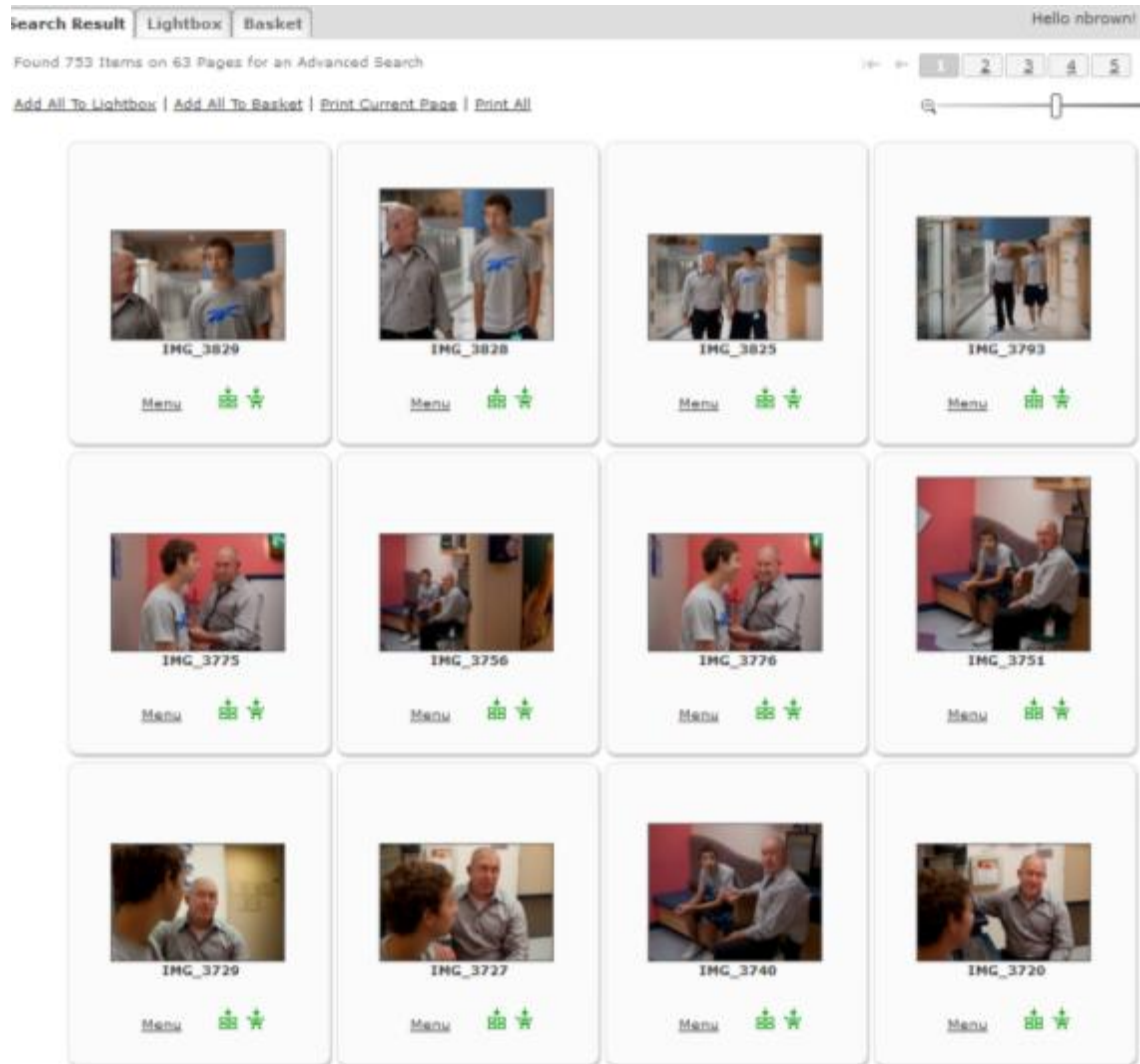 Search Result Lightbox Basket Hello nbrown!
Found 753 Items on 63 Pages for an Advanced Search 1 2 3 4 5
Add All To Lightbox | Add All To Basket | Print Current Page | Print All
IMG_3829 IMG_3828 IMG_3825 IMG_3793
Menu Menu Menu Menu
IMG_3775 IMG_3756 IMG_3776 IMG_3751
Menu Menu Menu Menu
IMG_3729 IMG_3727 IMG_3740 IMG_3720
Menu Menu Menu Menu